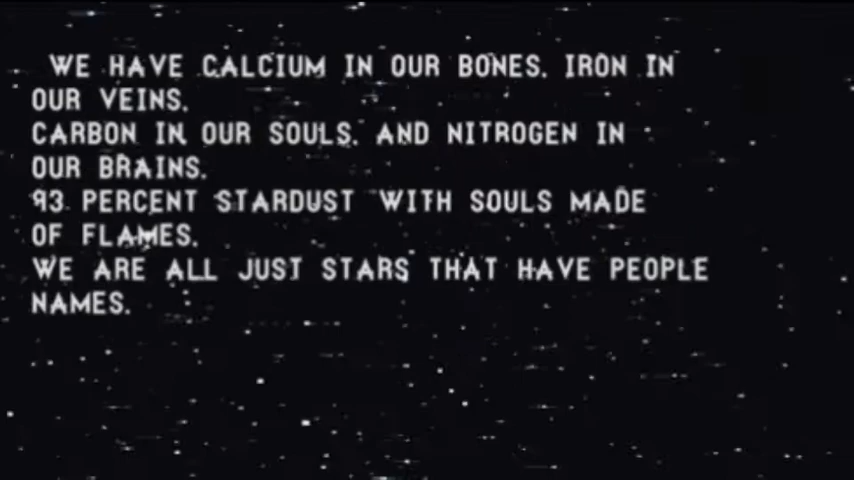 WE HAVE CALCIUM IN OUR BONES. IRON IN
OUR VEINS.
CARBON IN OUR SOULS. AND NITROGEN IN
OUR BRAINS.
93 PERCENT STARDUST WITH SOULS MADE
OF FLAMES.
WE ARE ALL JUST STARS THAT HAVE PEOPLE
NAMES.